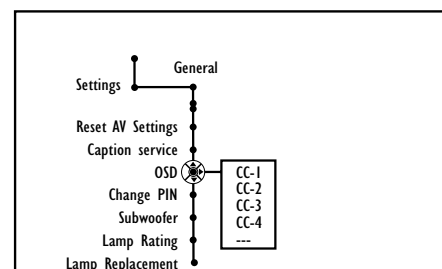 General
Settings
Reset AV Settings
Caption service
OSD
Change PIN
Subwoofer
Lamp Rating
Lamp Replacement
CC-1
CC-2
CC-3
CC-4
---